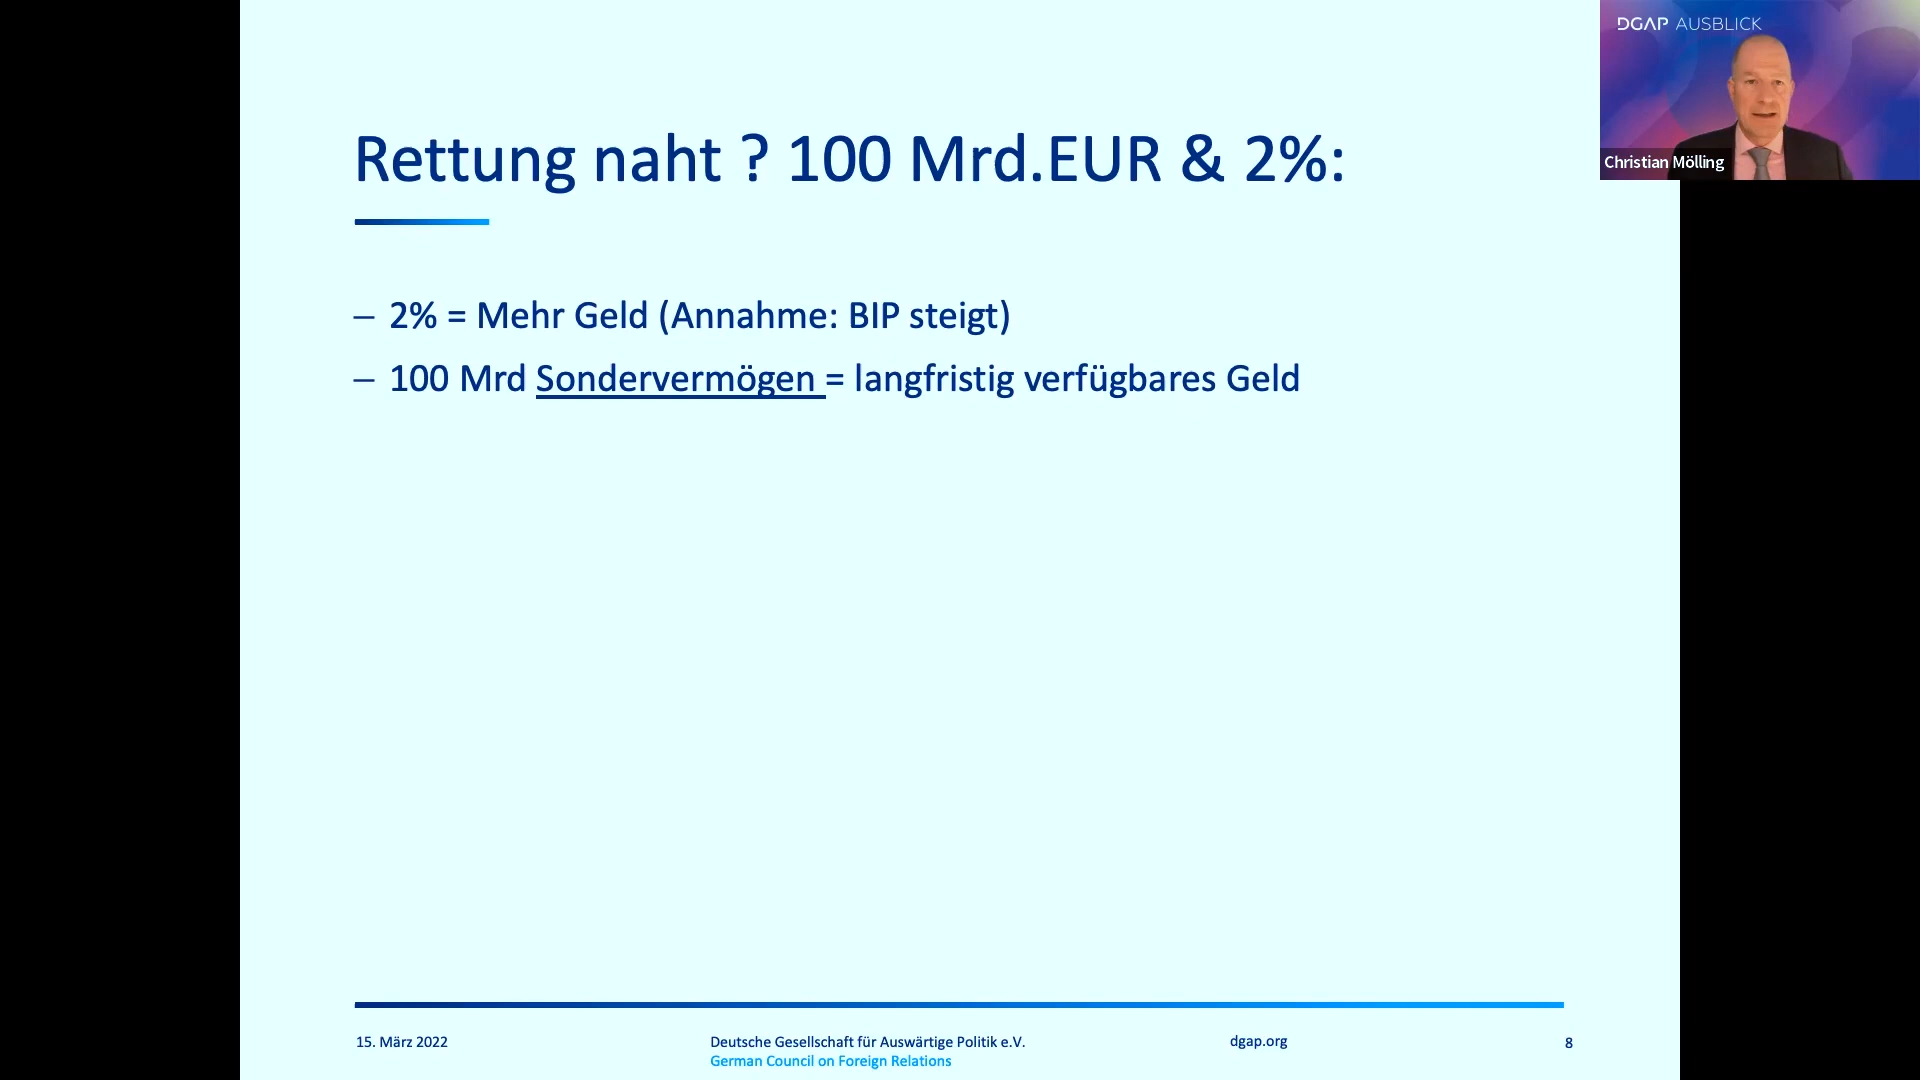 DGAP AUSBLICK
Christian Mölling
Rettung naht ? 100 Mrd.EUR & 2%:
– 2% = Mehr Geld (Annahme: BIP steigt)
– 100 Mrd Sondervermögen = langfristig verfügbares Geld
15. März 2022
Deutsche Gesellschaft für Auswärtige Politik e.V.
German Council on Foreign Relations
dgap.org
8